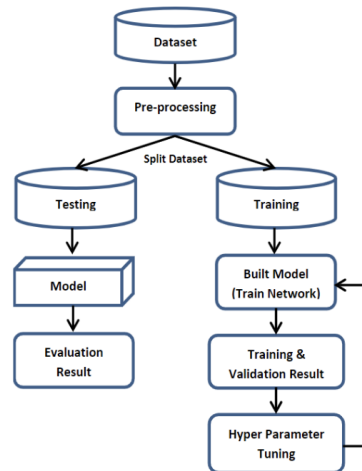 Dataset
Pre-processing
Split Dataset
Testing
Training
Model
Built Model
(Train Network)
Evaluation
Result
Training &
Validation Result
Hyper Parameter
Tuning